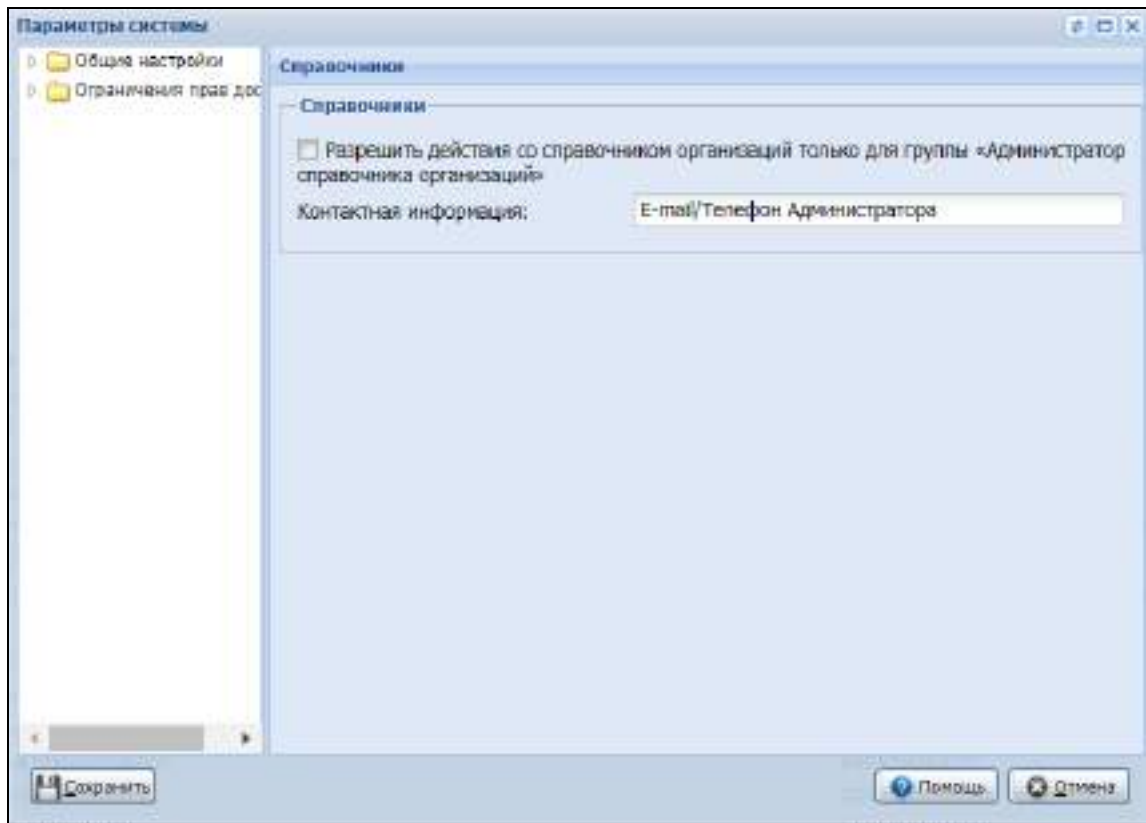 Параметры системы
Общие настройки
Ограничения прав дос
Справочники
Справочники
Разрешить действия со справочником организаций только для группы «Администратор
справочника организаций»
Контактная информация:
E-mail/Телефон Администратора
Сохранить
Помощь
Отмена